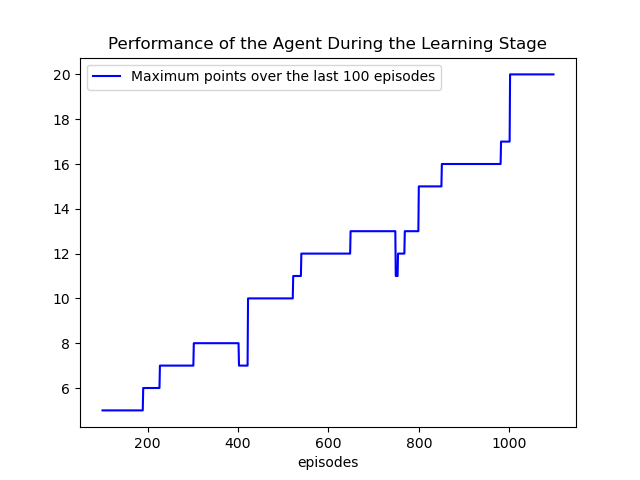 Performance of the Agent During the Learning Stage
Maximum points over the last 100 episodes
20
18
16
14
12
10
8
6
200 400 600 800 1000
episodes